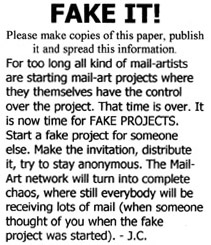 FAKE IT!
Please make copies of this paper, publish
it and spread this information.
For too long all kind of mail-artists
are starting mail-art projects where
they themselves have the control
over the project. That time is over. It
is now time for FAKE PROJECTS.
Start a fake project for someone
else. Make the invitation, distribute
it, try to stay anonymous. The Mail-
Art network will turn into complete
chaos, where still everybody will be
receiving lots of mail (when someone
thought of you when the fake
project was started). - J.C.